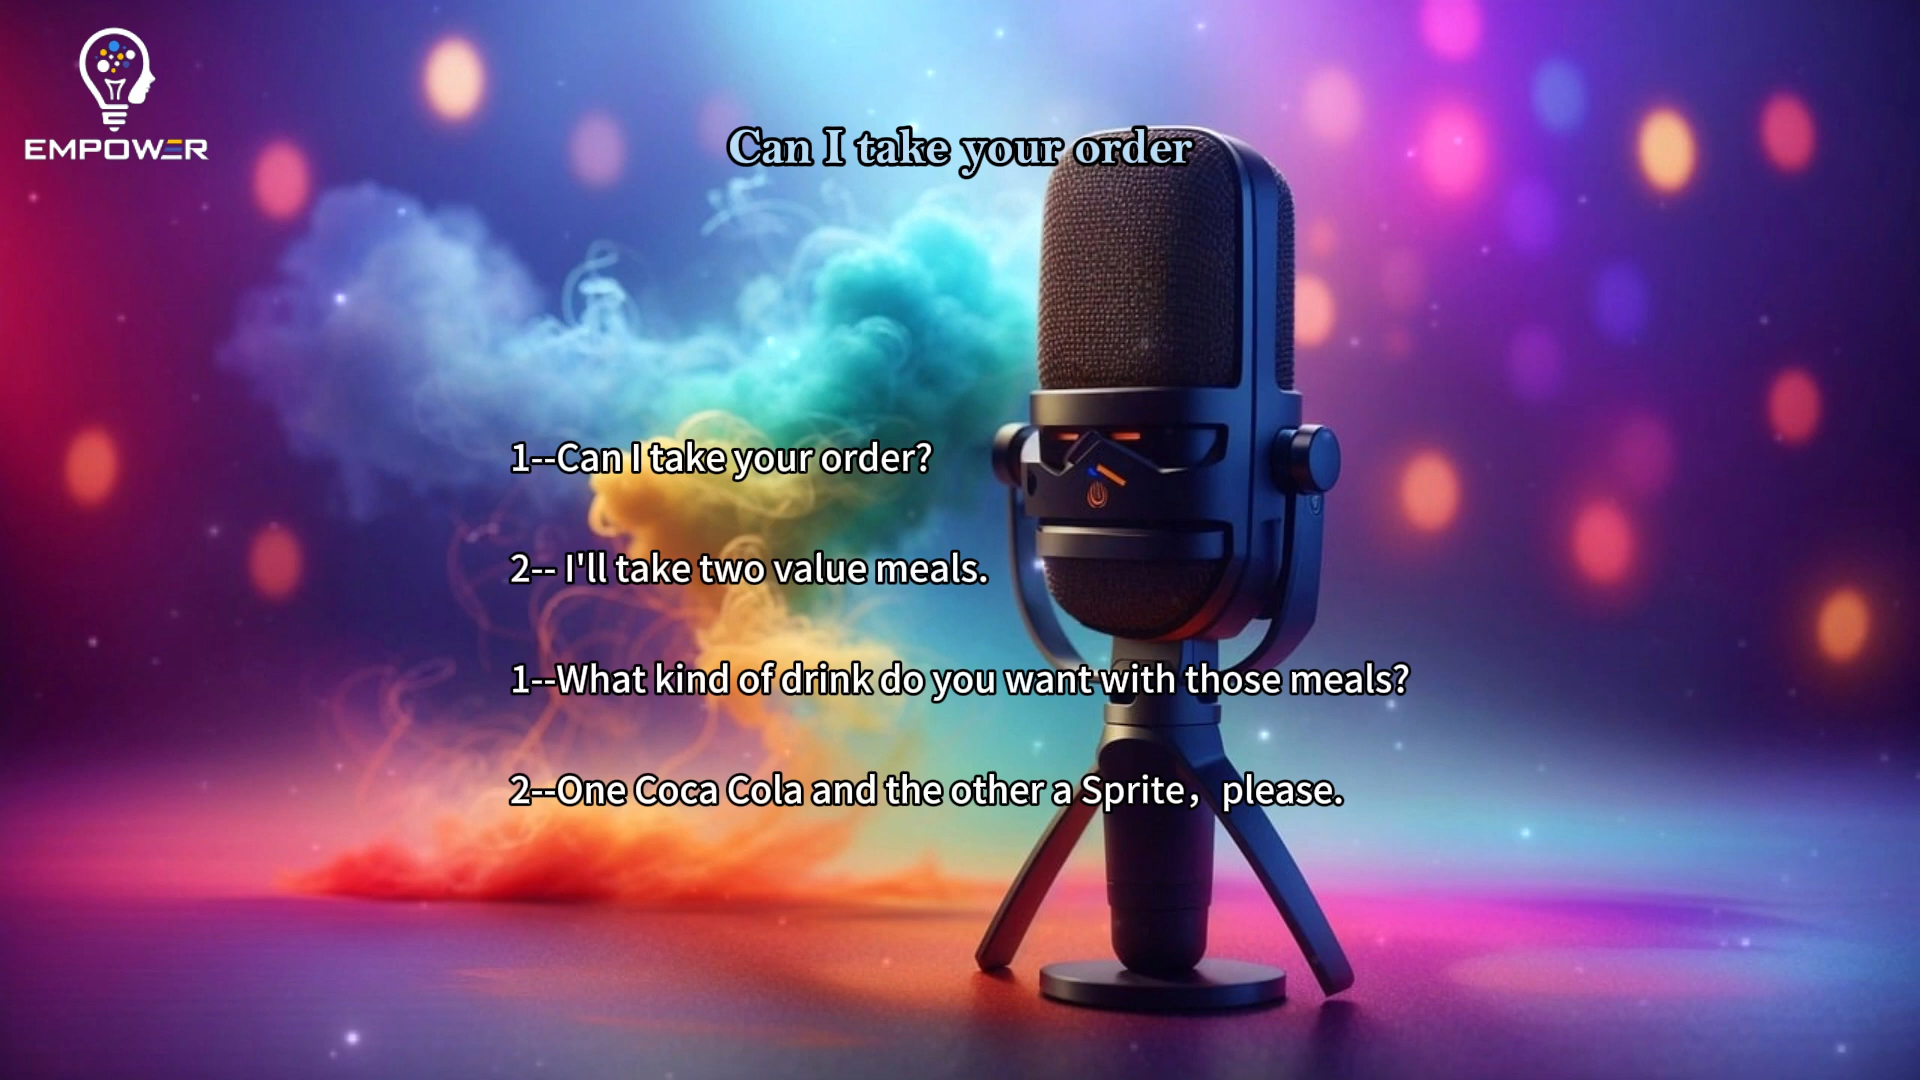 EMPOWER
Can I take your order
1--Can I take your order?
2-- I'll take two value meals.
1--What kind of drink do you want with those meals?
2--One Coca Cola and the other a Sprite，please.